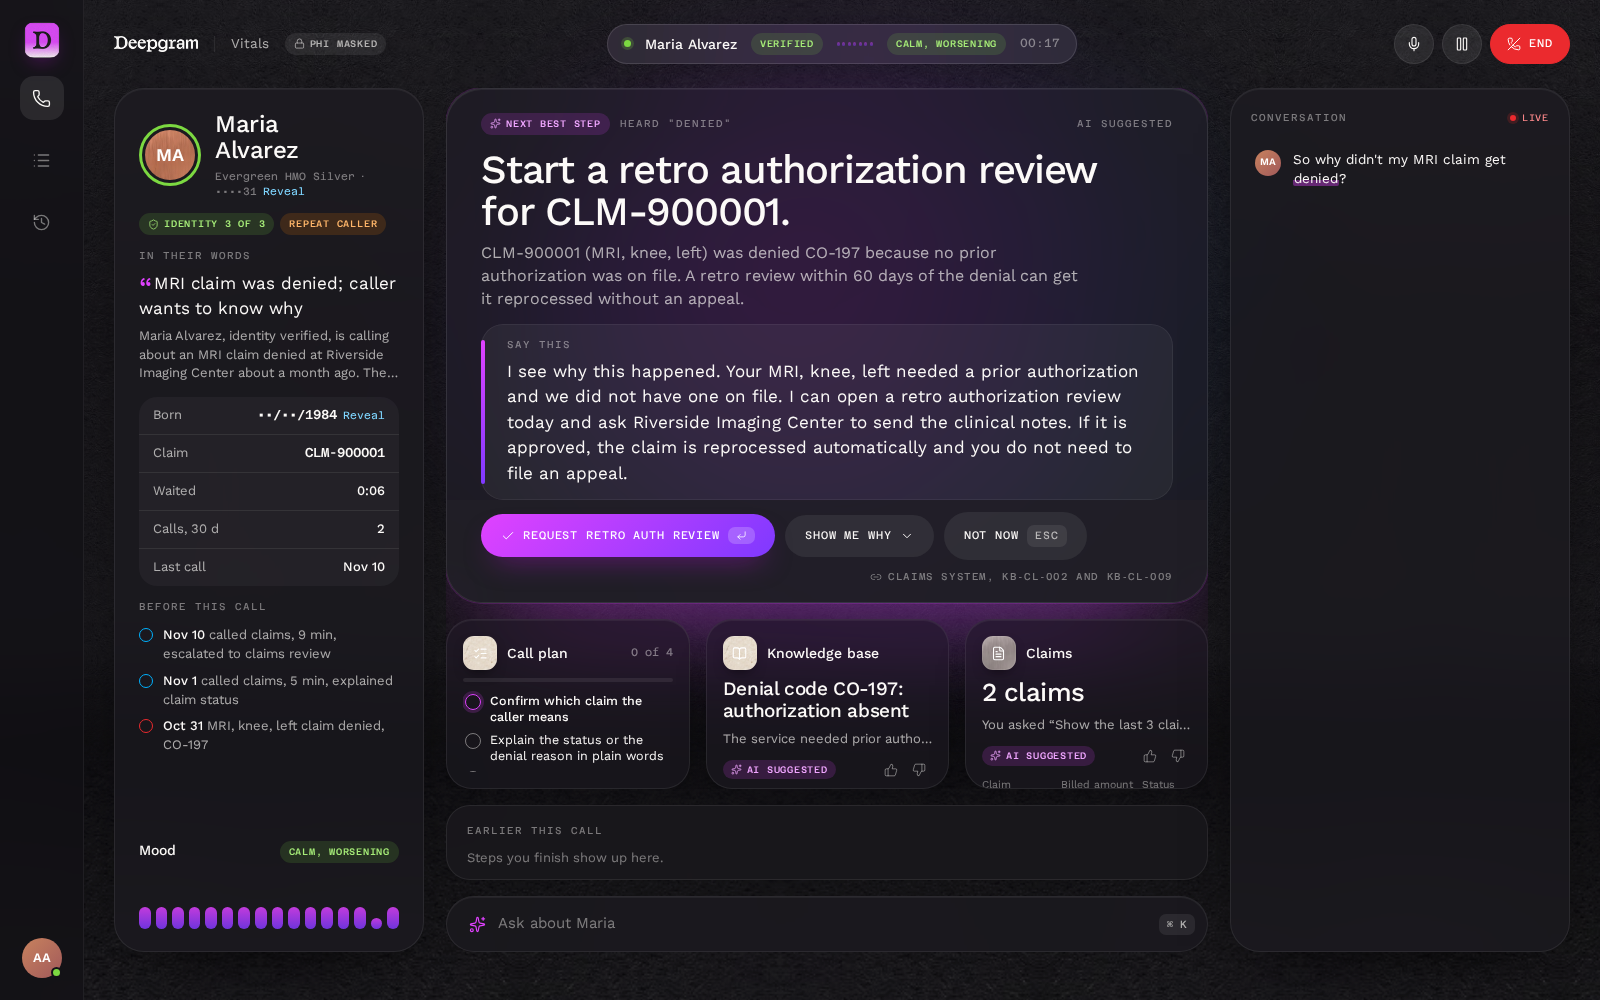 D
Deepgram
Vitals
PHI MASKED
Maria Alvarez
VERIFIED
CALM, WORSENING
00:17
END
MA
Maria
Alvarez
Evergreen HMO Silver ·
••••31 Reveal
IDENTITY 3 OF 3
REPEAT CALLER
IN THEIR WORDS
“MRI claim was denied; caller
wants to know why
Maria Alvarez, identity verified, is calling
about an MRI claim denied at Riverside
Imaging Center about a month ago. The...
Born ••/••/1984 Reveal
Claim CLM-900001
Waited 0:06
Calls, 30 d 2
Last call Nov 10
BEFORE THIS CALL
Nov 10 called claims, 9 min,
escalated to claims review
Nov 1 called claims, 5 min, explained
claim status
Oct 31 MRI, knee, left claim denied,
CO-197
Mood
CALM, WORSENING
AA
NEXT BEST STEP
HEARD "DENIED"
AI SUGGESTED
Start a retro authorization review
for CLM-900001.
CLM-900001 (MRI, knee, left) was denied CO-197 because no prior
authorization was on file. A retro review within 60 days of the denial can get
it reprocessed without an appeal.
SAY THIS
I see why this happened. Your MRI, knee, left needed a prior authorization
and we did not have one on file. I can open a retro authorization review
today and ask Riverside Imaging Center to send the clinical notes. If it is
approved, the claim is reprocessed automatically and you do not need to
file an appeal.
REQUEST RETRO AUTH REVIEW
SHOW ME WHY
NOT NOW ESC
CLAIMS SYSTEM, KB-CL-002 AND KB-CL-009
Call plan
0 of 4
Confirm which claim the
caller means
Explain the status or the
denial reason in plain words
Knowledge base
Denial code CO-197:
authorization absent
The service needed prior autho...
AI SUGGESTED
Claims
2 claims
You asked “Show the last 3 clai...
AI SUGGESTED
Claim Billed amount Status
EARLIER THIS CALL
Steps you finish show up here.
Ask about Maria
⌘ K
CONVERSATION
LIVE
MA
So why didn't my MRI claim get
denied?